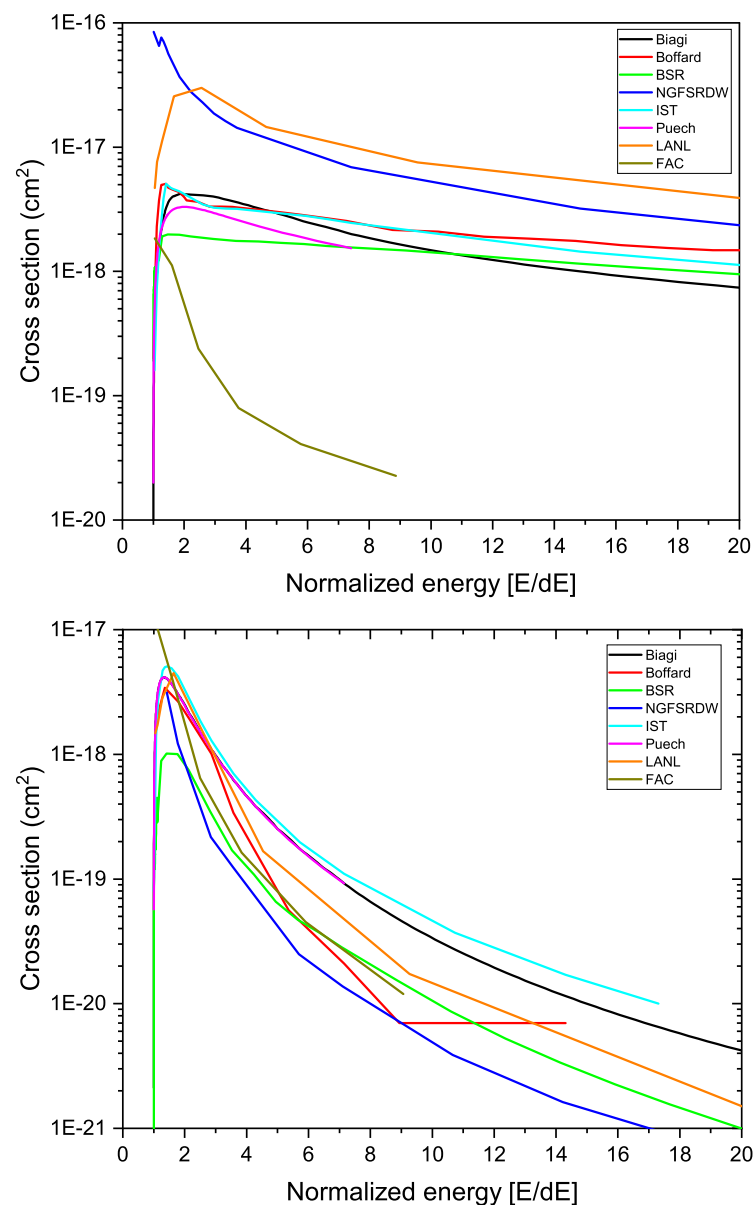 1E-16
1E-17
1E-18
1E-19
1E-20
Cross section (cm²)
Biagi
Boffard
BSR
NGFSRDW
IST
Puech
LANL
FAC
0 2 4 6 8 10 12 14 16 18 20
Normalized energy [E/dE]
1E-17
1E-18
1E-19
1E-20
1E-21
Cross section (cm²)
Biagi
Boffard
BSR
NGFSRDW
IST
Puech
LANL
FAC
0 2 4 6 8 10 12 14 16 18 20
Normalized energy [E/dE]